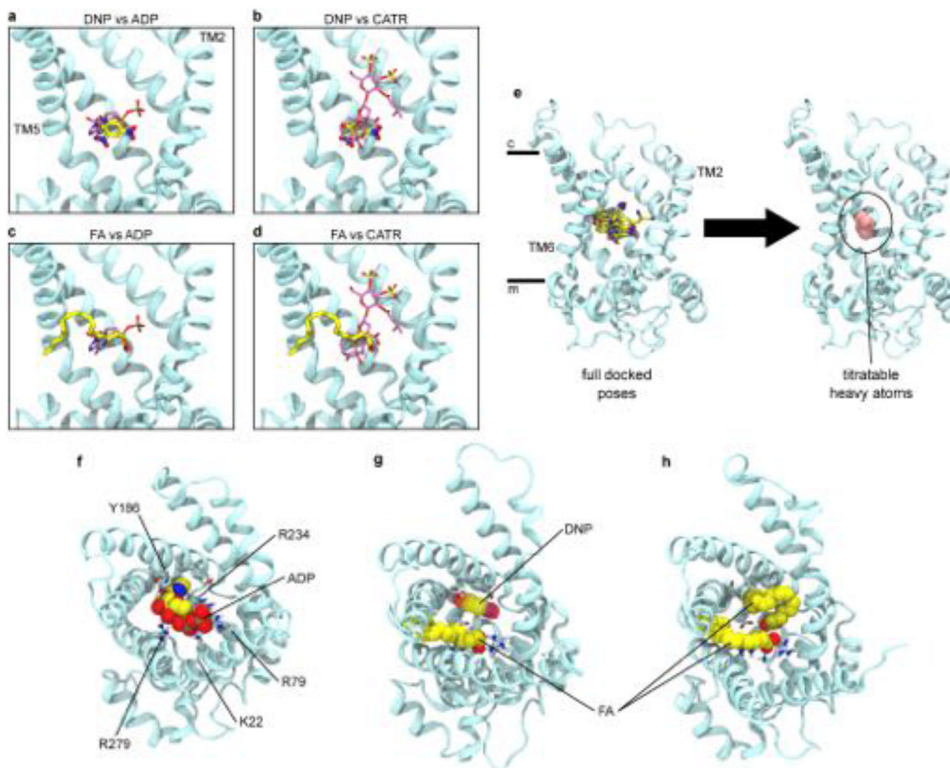 a
DNP vs ADP
TM2
TM5
b
DNP vs CATR
c
FA vs ADP
d
FA vs CATR
e
c
TM2
TM6
m
full docked
poses
titratable
heavy atoms
f
Y186
R234
ADP
R79
K22
R279
g
DNP
FA
h